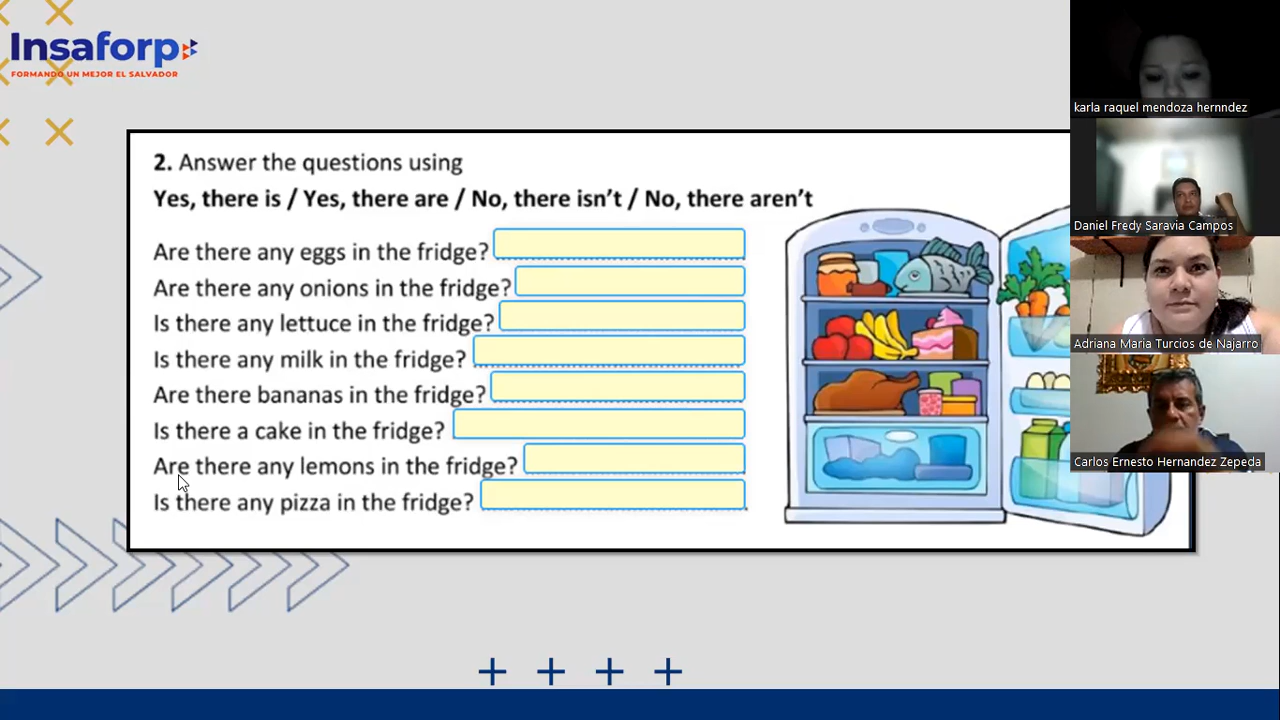 Insaforp
FORMANDO UN MEJOR EL SALVADOR
2. Answer the questions using
Yes, there is / Yes, there are / No, there isn't / No, there aren't
Are there any eggs in the fridge?
Are there any onions in the fridge?
Is there any lettuce in the fridge?
Is there any milk in the fridge?
Are there bananas in the fridge?
Is there a cake in the fridge?
Are there any lemons in the fridge?
Is there any pizza in the fridge?
karla raquel mendoza hernndez
Daniel Fredy Saravia Campos
Adriana Maria Turcios de Najarro
Carlos Ernesto Hernandez Zepeda